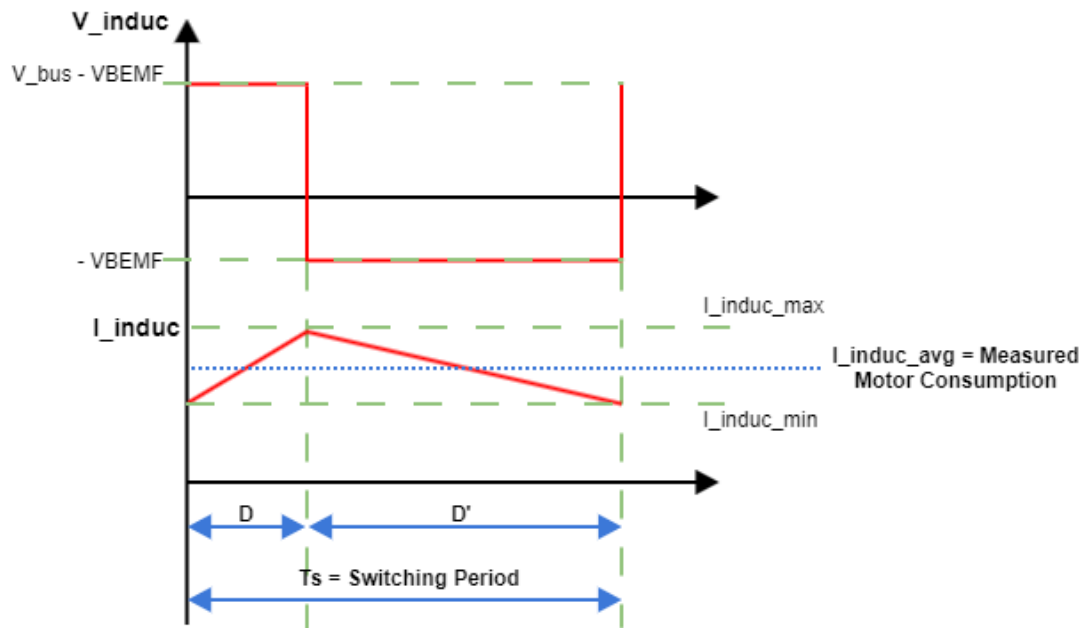 V_induc
V_bus - VBEMF
- VBEMF
I_induc
I_induc_max
I_induc_avg = Measured
Motor Consumption
I_induc_min
D
D'
Ts = Switching Period